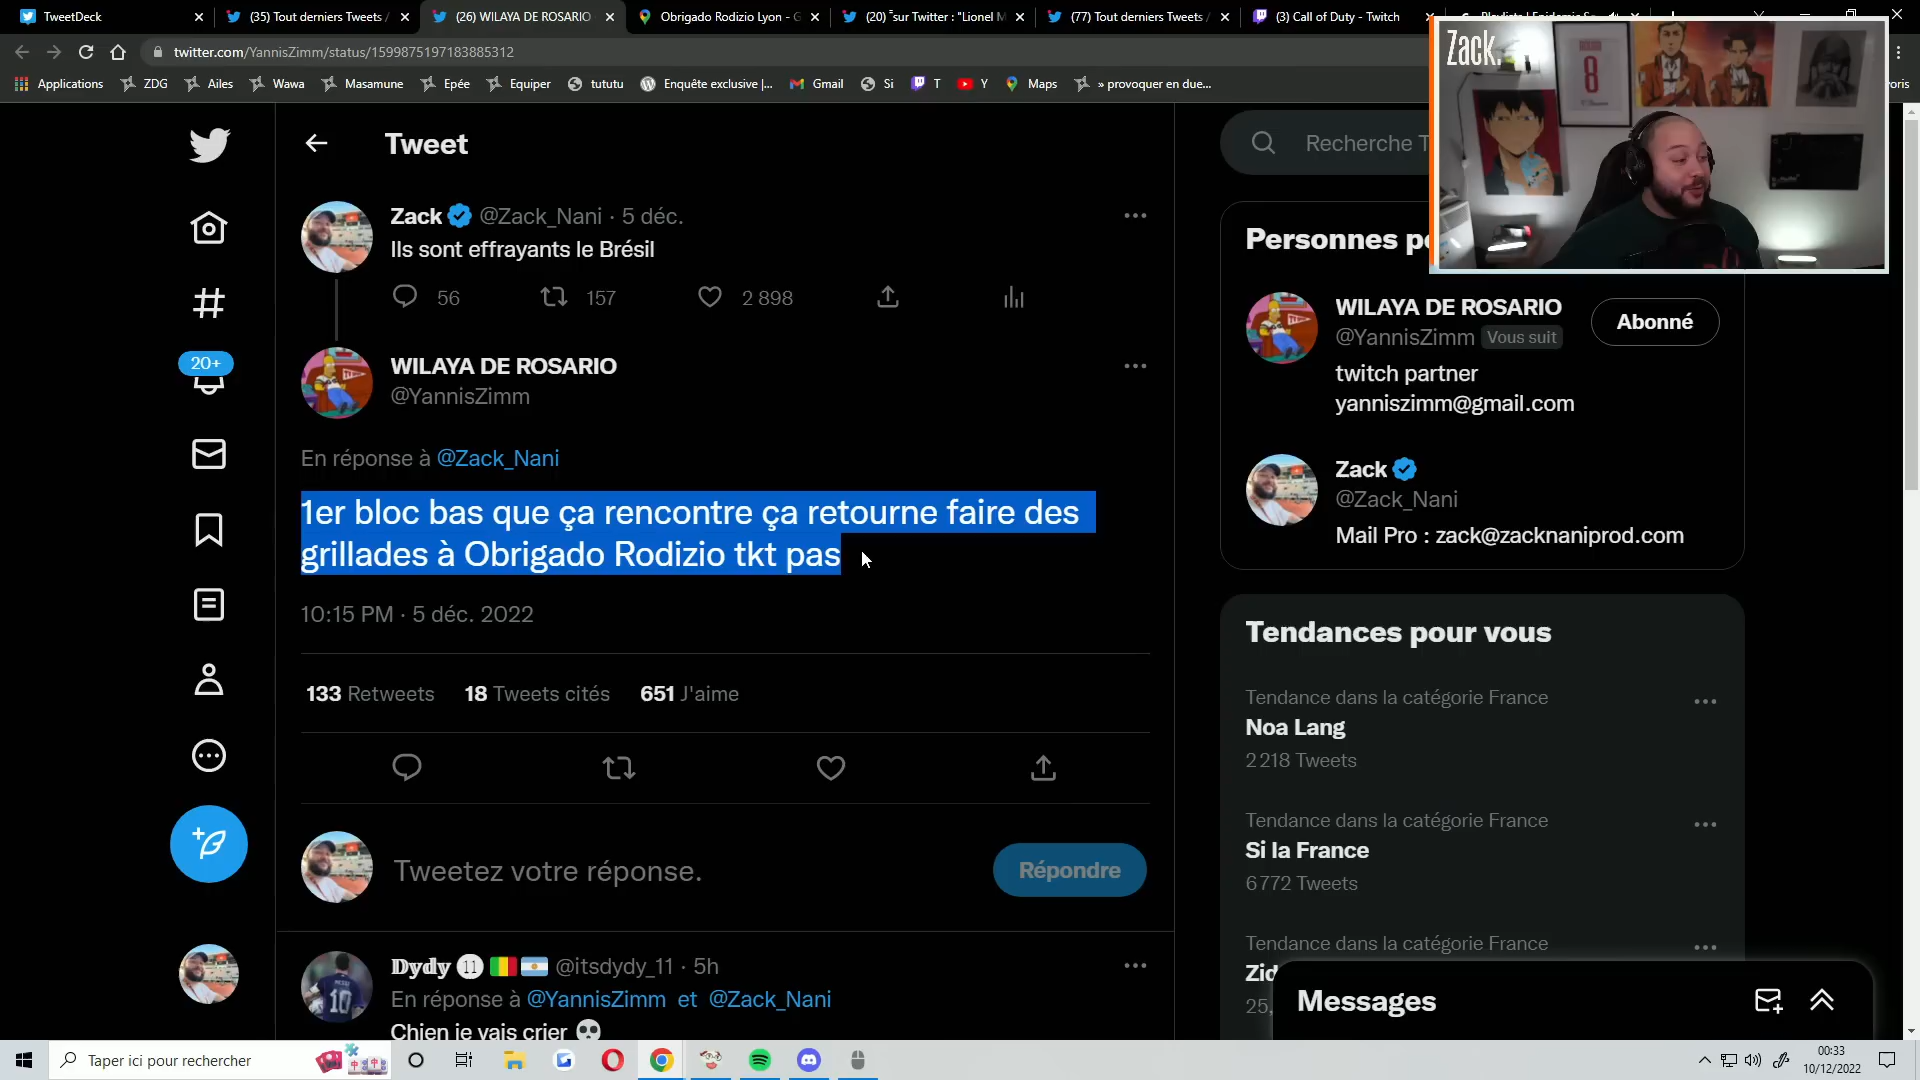 TweetDeck
(35) Tout derniers Tweets /
(26) WILAYA DE ROSARIO
Obrigado Rodizio Lyon - G
sur Twitter : "Lionel M
(77) Tout derniers Tweets /
(3) Call of Duty - Twitch
twitter.com/YannisZimm/status/1599875197183885312
Applications
ZDG
Ailes
Wawa
Masamune
Epée
Equiper
tututu
Enquête exclusive |...
Gmail
Si
T
Y
Maps
» provoquer en due...
Zack.
8
Tweet
Recherche T
Zack @Zack_Nani · 5 déc.
Ils sont effrayants le Brésil
56
157
2 898
WILAYA DE ROSARIO
@YannisZimm
En réponse à @Zack_Nani
1er bloc bas que ça rencontre ça retourne faire des
grillades à Obrigado Rodizio tkt pas
10:15 PM · 5 déc. 2022
133 Retweets 18 Tweets cités 651 J'aime
Tweetez votre réponse.
Répondre
Dydy 11 @itsdydy_11 · 5h
En réponse à @YannisZimm et @Zack_Nani
Chien je vais crier
20+
10
WILAYA DE ROSARIO
@YannisZimm Vous suit
Abonné
twitch partner
yanniszimm@gmail.com
Zack
@Zack_Nani
Mail Pro : zack@zacknaniprod.com
Tendances pour vous
Tendance dans la catégorie France
Noa Lang
2 218 Tweets
Tendance dans la catégorie France
Si la France
6 772 Tweets
Tendance dans la catégorie France
Messages
Taper ici pour rechercher
00:33
10/12/2022